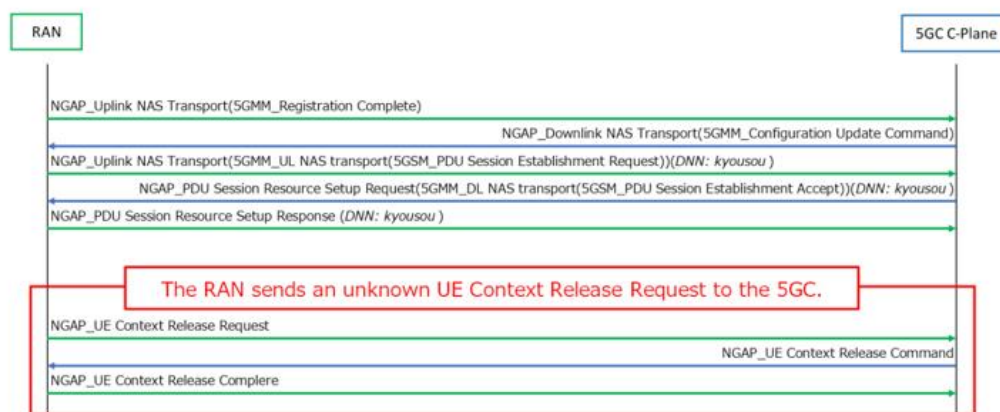 RAN
5GC C-Plane
NGAP_Uplink NAS Transport(5GMM_Registration Complete)
NGAP_Downlink NAS Transport(5GMM_Configuration Update Command)
NGAP_Uplink NAS Transport(5GMM_UL NAS transport(5GSM_PDU Session Establishment Request))(DNN: kyousou )
NGAP_PDU Session Resource Setup Request(5GMM_DL NAS transport(5GSM_PDU Session Establishment Accept))(DNN: kyousou )
NGAP_PDU Session Resource Setup Response (DNN: kyousou )
The RAN sends an unknown UE Context Release Request to the 5GC.
NGAP_UE Context Release Request
NGAP_UE Context Release Command
NGAP_UE Context Release Complere